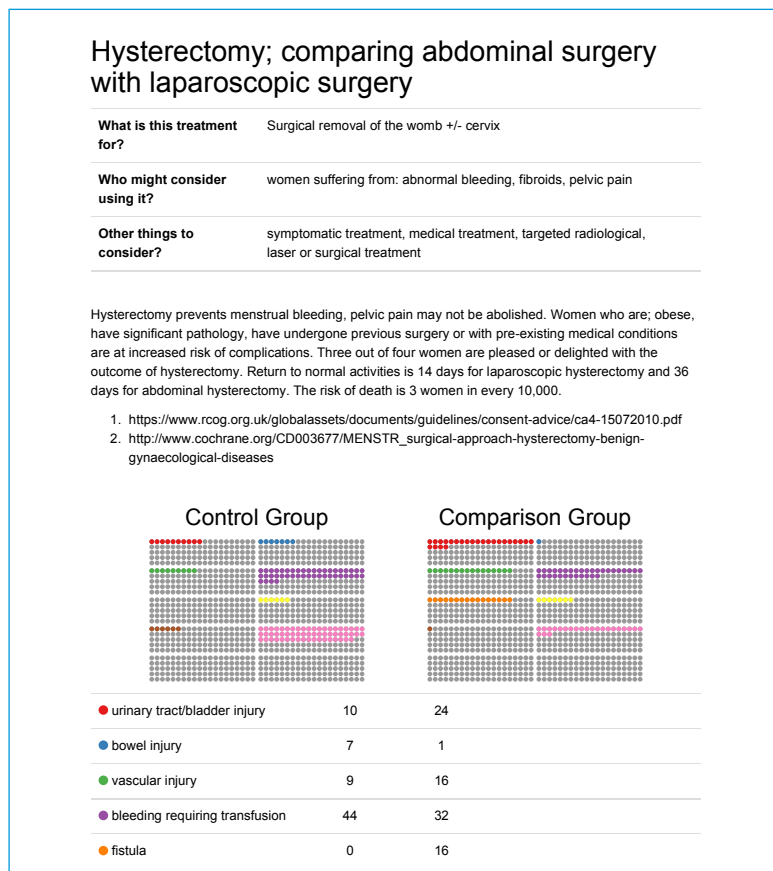 Hysterectomy; comparing abdominal surgery
with laparoscopic surgery
What is this treatment
for?
Surgical removal of the womb +/- cervix
Who might consider
using it?
women suffering from: abnormal bleeding, fibroids, pelvic pain
Other things to
consider?
symptomatic treatment, medical treatment, targeted radiological,
laser or surgical treatment
Hysterectomy prevents menstrual bleeding, pelvic pain may not be abolished. Women who are; obese,
have significant pathology, have undergone previous surgery or with pre-existing medical conditions
are at increased risk of complications. Three out of four women are pleased or delighted with the
outcome of hysterectomy. Return to normal activities is 14 days for laparoscopic hysterectomy and 36
days for abdominal hysterectomy. The risk of death is 3 women in every 10,000.
1. https://www.rcog.org.uk/globalassets/documents/guidelines/consent-advice/ca4-15072010.pdf
2. http://www.cochrane.org/CD003677/MENSTR_surgical-approach-hysterectomy-benign-
gynaecological-diseases
Control Group
Comparison Group
urinary tract/bladder injury 10 24
bowel injury 7 1
vascular injury 9 16
bleeding requiring transfusion 44 32
fistula 0 16